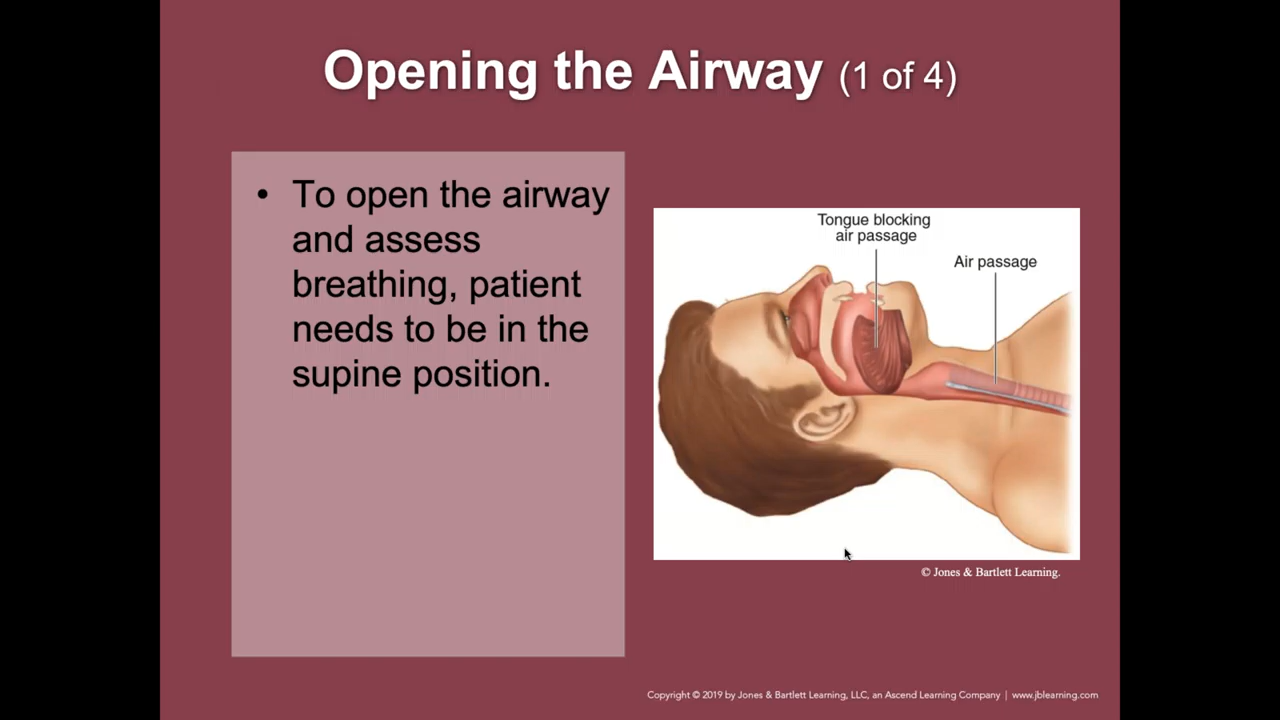 Opening the Airway (1 of 4)
• To open the airway
and assess
breathing, patient
needs to be in the
supine position.
Tongue blocking
air passage
Air passage
© Jones & Bartlett Learning.
Copyright © 2019 by Jones & Bartlett Learning, LLC, an Ascend Learning Company | www.jblearning.com